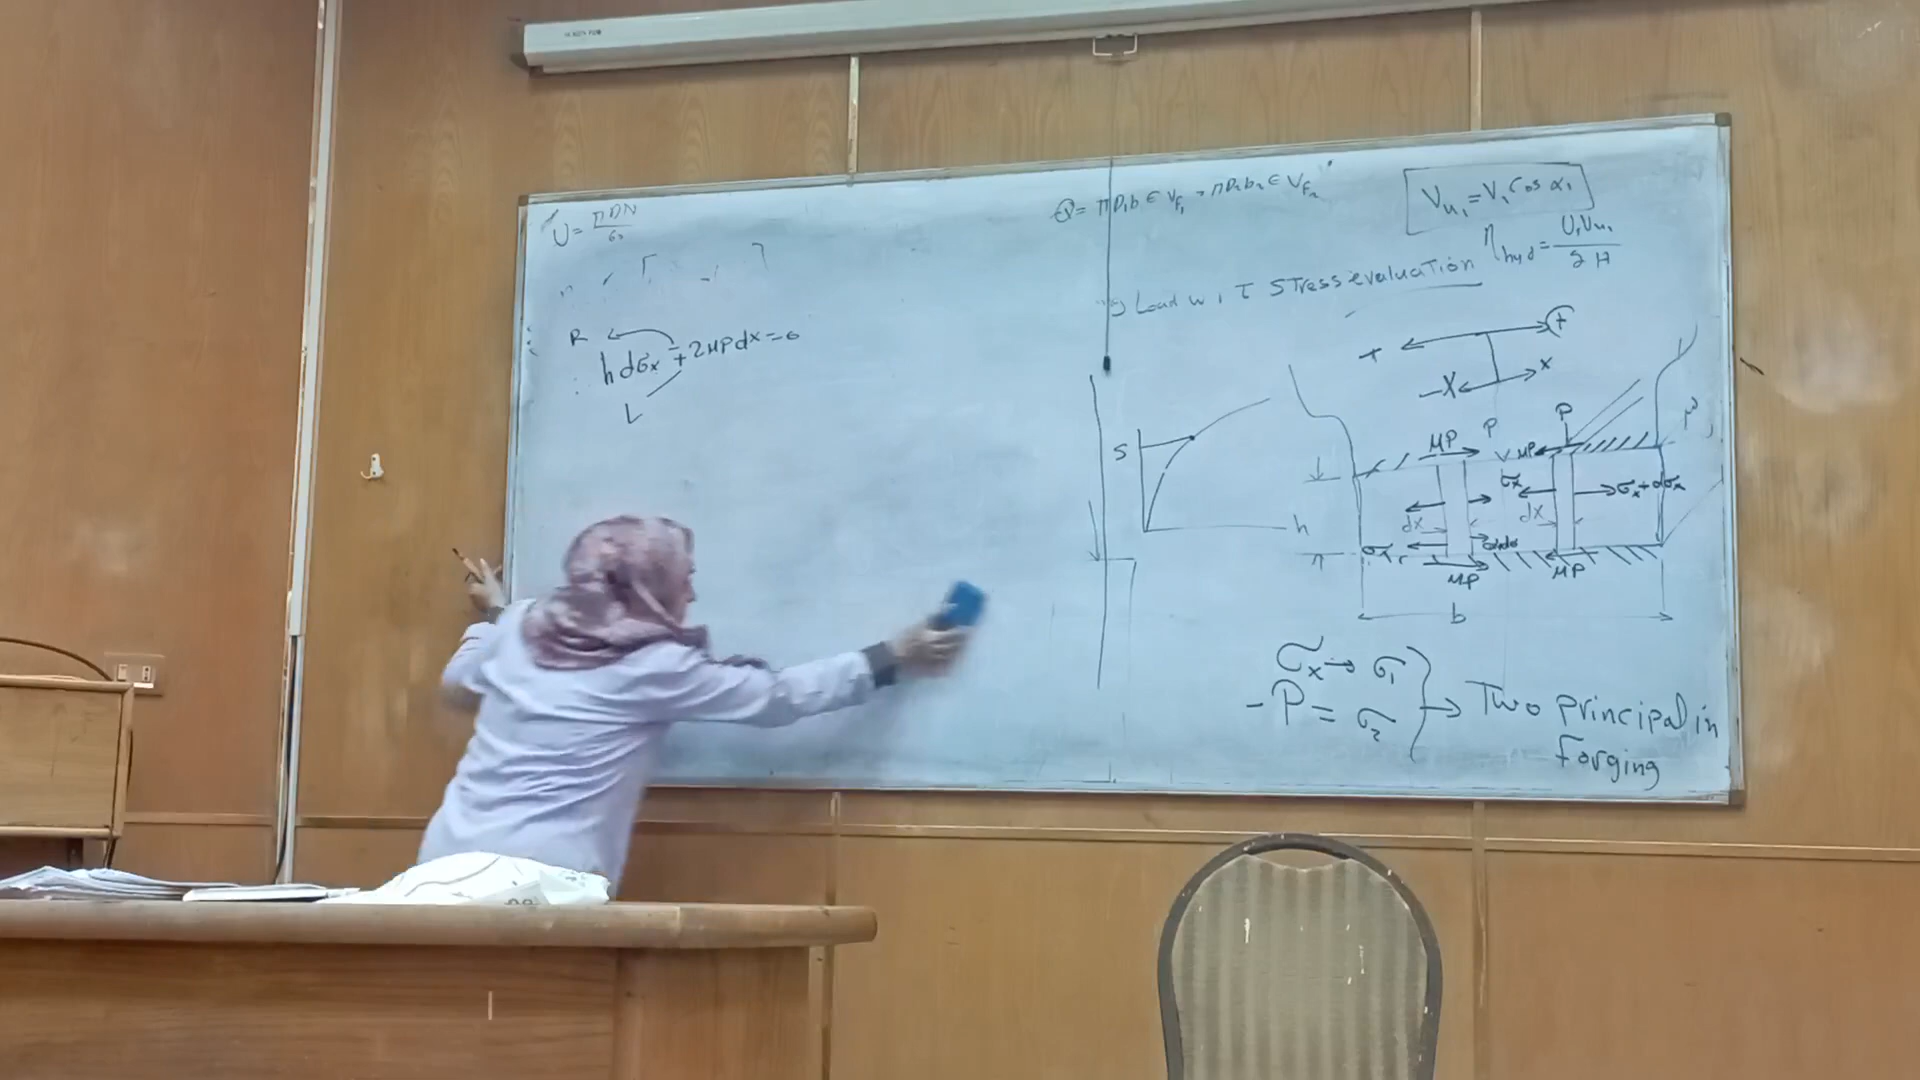 U = ΠDN / 60
R
h dσx ∓ 2μp dx = 0
L
Q = πD₁b ∈ VF₁ = πD₂b₂ ∈ VF₂
Vu₁ = V₁ cos α₁
ηhyd = U₁Vu₁ / gH
Load w, τ Stress evaluation
+
-X
x
S
h
μP
P
μP
P
σx
σx + dσx
dx
dx
μP
μP
b
σx → σ₁
-P = σ₂
→ Two principal in
Forging